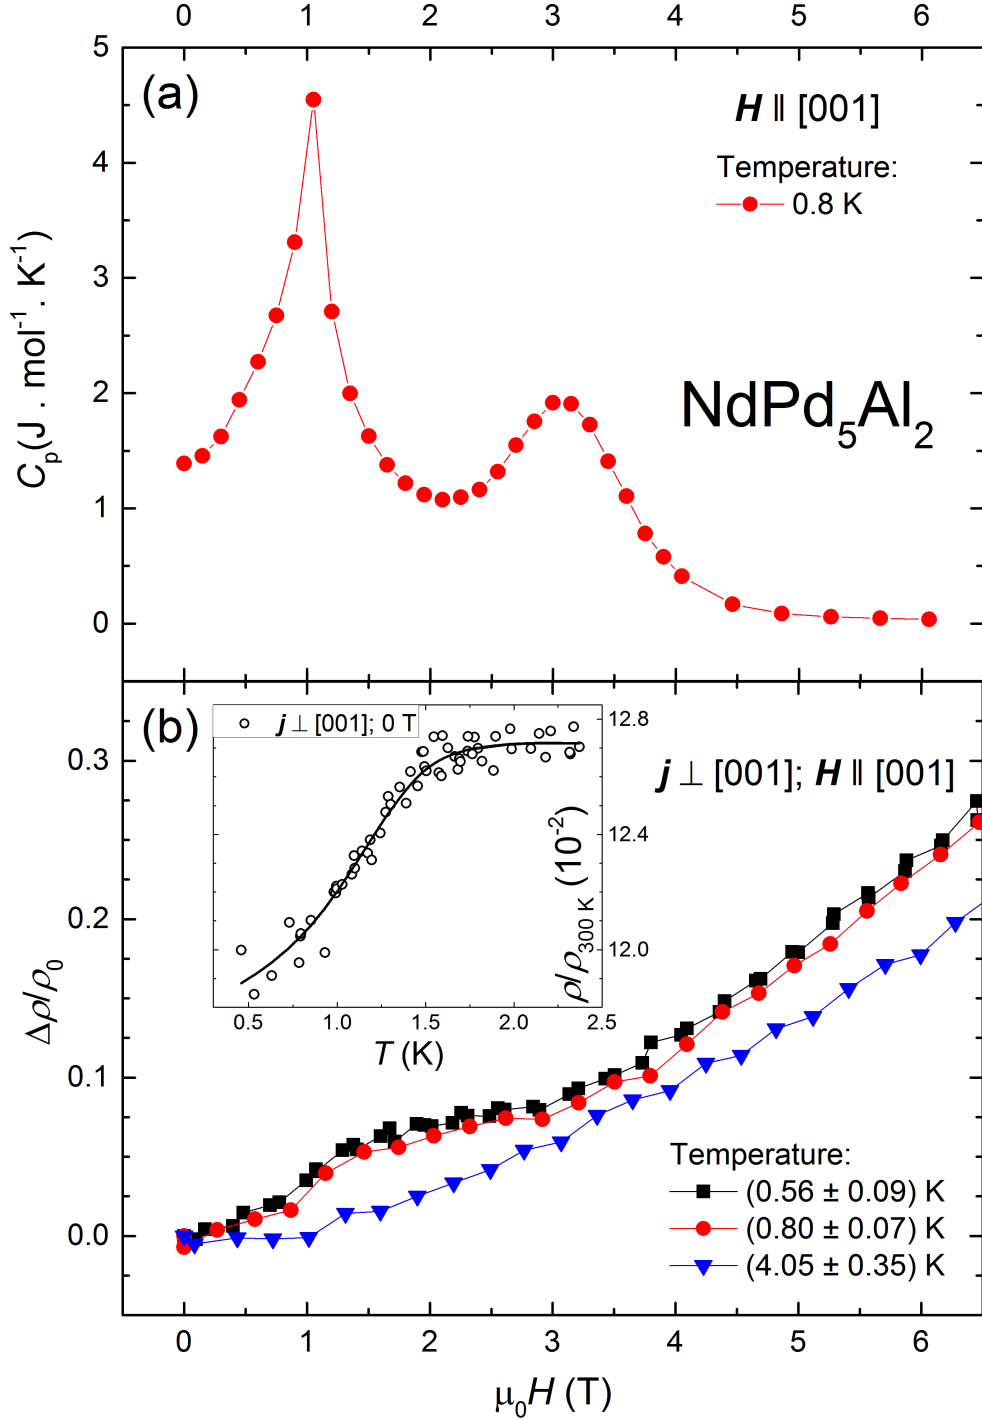 0 1 2 3 4 5 6
5
4
3
2
1
0
C_p(J . mol⁻¹ . K⁻¹)
(a)
H ∥ [001]
Temperature:
0.8 K
NdPd₅Al₂
(b)
j ⊥ [001]; H ∥ [001]
0.3
0.2
0.1
0.0
Δρ/ρ₀
j ⊥ [001]; 0 T
12.8
12.4
12.0
ρ/ρ₃₀₀ K (10⁻²)
0.5 1.0 1.5 2.0 2.5
T (K)
Temperature:
(0.56 ± 0.09) K
(0.80 ± 0.07) K
(4.05 ± 0.35) K
0 1 2 3 4 5 6
μ₀H (T)